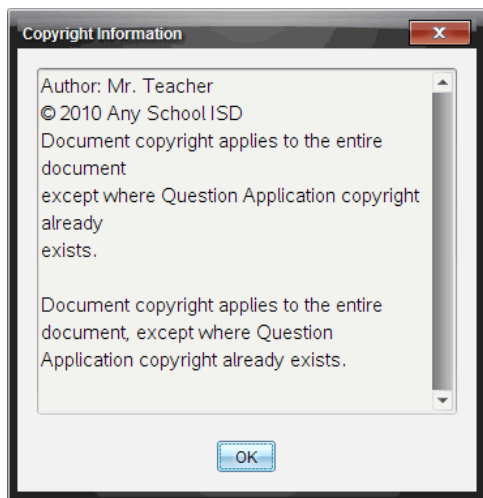 Copyright Information
X
Author: Mr. Teacher
© 2010 Any School ISD
Document copyright applies to the entire
document
except where Question Application copyright
already
exists.
Document copyright applies to the entire
document, except where Question
Application copyright already exists.
OK